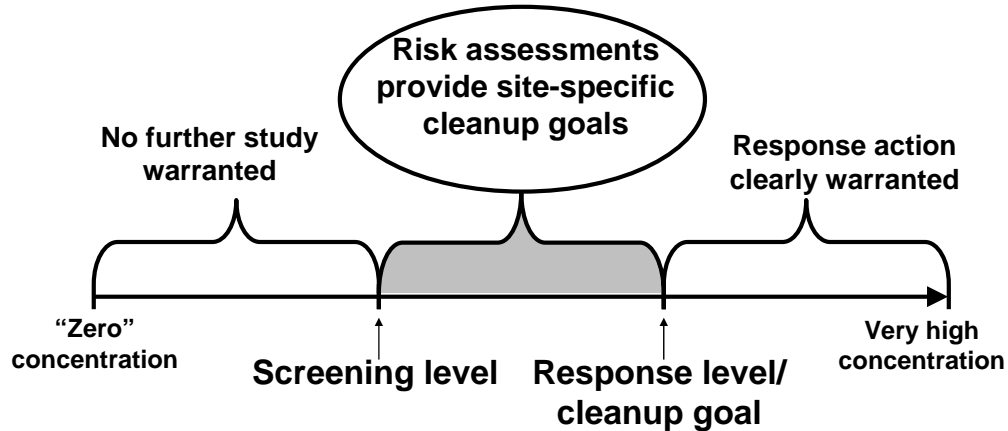 Risk assessments
provide site-specific
cleanup goals
No further study
warranted
Response action
clearly warranted
“Zero”
concentration
Screening level
Response level/
cleanup goal
Very high
concentration